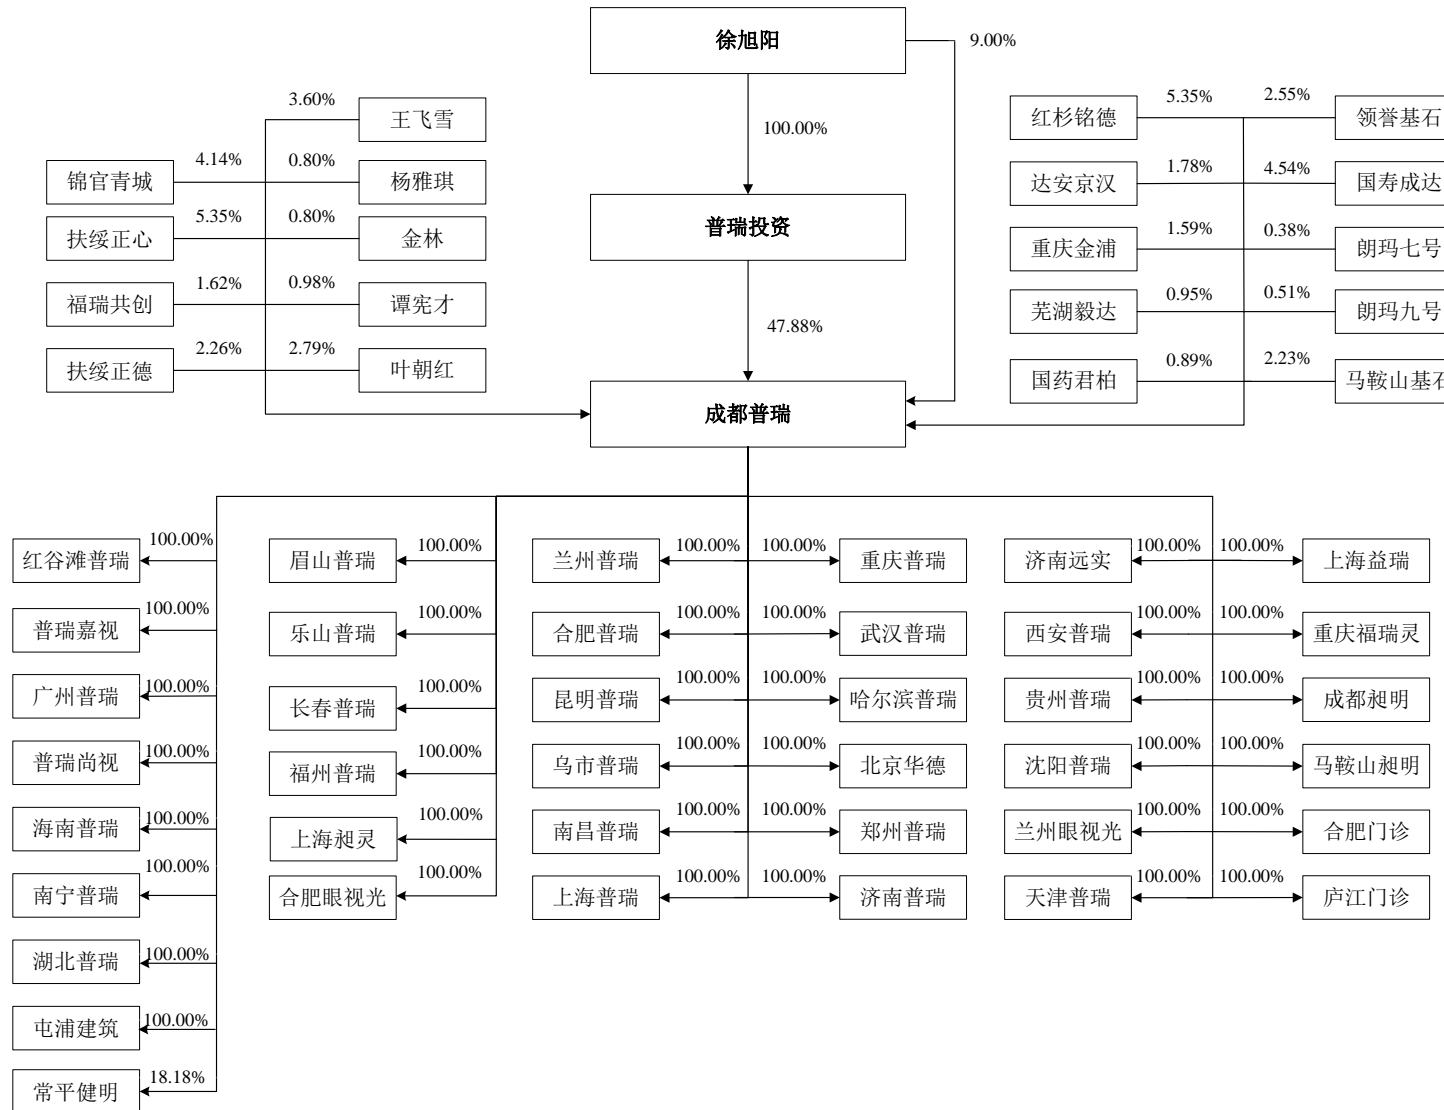 徐旭阳
9.00%
100.00%
普瑞投资
47.88%
成都普瑞
3.60%
王飞雪
锦官青城
4.14%
0.80%
杨雅琪
扶绥正心
5.35%
0.80%
金林
福瑞共创
1.62%
0.98%
谭宪才
扶绥正德
2.26%
2.79%
叶朝红
红杉铭德
5.35%
2.55%
领誉基石
达安京汉
1.78%
4.54%
国寿成达
重庆金浦
1.59%
0.38%
朗玛七号
芜湖毅达
0.95%
0.51%
朗玛九号
国药君柏
0.89%
2.23%
马鞍山基石
红谷滩普瑞
100.00%
普瑞嘉视
100.00%
广州普瑞
100.00%
普瑞尚视
100.00%
海南普瑞
100.00%
南宁普瑞
100.00%
湖北普瑞
100.00%
屯浦建筑
100.00%
常平健明
18.18%
眉山普瑞
100.00%
乐山普瑞
100.00%
长春普瑞
100.00%
福州普瑞
100.00%
上海昶灵
100.00%
合肥眼视光
100.00%
兰州普瑞
100.00%
100.00%
重庆普瑞
合肥普瑞
100.00%
100.00%
武汉普瑞
昆明普瑞
100.00%
100.00%
哈尔滨普瑞
乌市普瑞
100.00%
100.00%
北京华德
南昌普瑞
100.00%
100.00%
郑州普瑞
上海普瑞
100.00%
100.00%
济南普瑞
济南远实
100.00%
100.00%
上海益瑞
西安普瑞
100.00%
100.00%
重庆福瑞灵
贵州普瑞
100.00%
100.00%
成都昶明
沈阳普瑞
100.00%
100.00%
马鞍山昶明
兰州眼视光
100.00%
100.00%
合肥门诊
天津普瑞
100.00%
100.00%
庐江门诊